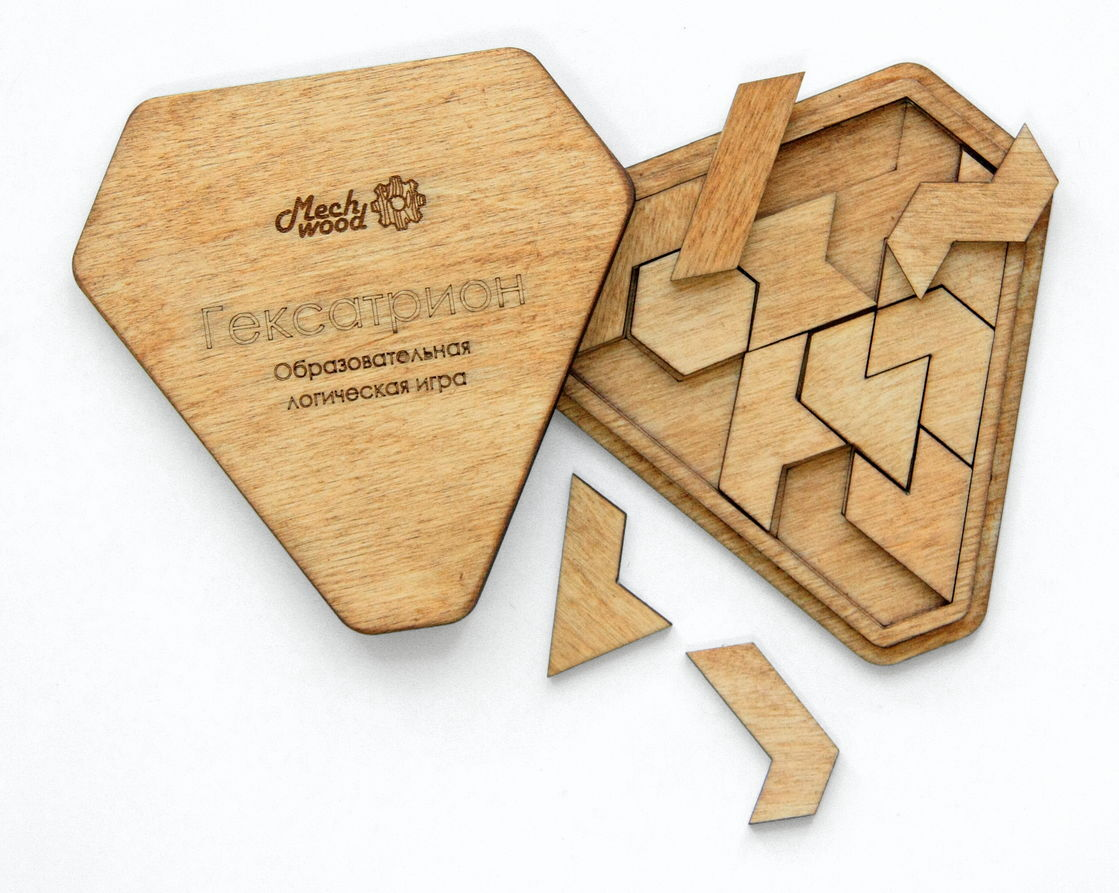 Mech
wood
Гексатрион
Образовательная
логическая игра